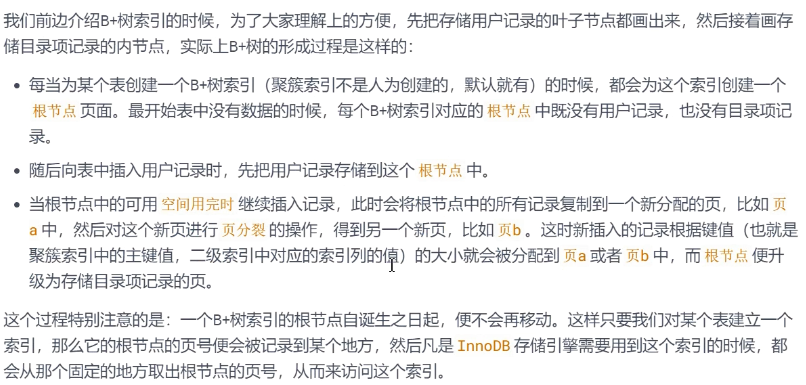 我们前边介绍B+树索引的时候，为了大家理解上的方便，先把存储用户记录的叶子节点都画出来，然后接着画存
储目录项记录的内节点，实际上B+树的形成过程是这样的：
• 每当为某个表创建一个B+树索引（聚簇索引不是人为创建的，默认就有）的时候，都会为这个索引创建一个
根节点 页面。最开始表中没有数据的时候，每个B+树索引对应的 根节点 中既没有用户记录，也没有目录项记
录。
• 随后向表中插入用户记录时，先把用户记录存储到这个 根节点 中。
• 当根节点中的可用 空间用完时 继续插入记录，此时会将根节点中的所有记录复制到一个新分配的页，比如 页
a 中，然后对这个新页进行 页分裂 的操作，得到另一个新页，比如 页b 。这时新插入的记录根据键值（也就是
聚簇索引中的主键值，二级索引中对应的索引列的值）的大小就会被分配到 页a 或者 页b 中，而 根节点 便升
级为存储目录项记录的页。
这个过程特别注意的是：一个B+树索引的根节点自诞生之日起，便不会再移动。这样只要我们对某个表建立一个
索引，那么它的根节点的页号便会被记录到某个地方，然后凡是 InnoDB 存储引擎需要用到这个索引的时候，都
会从那个固定的地方取出根节点的页号，从而来访问这个索引。